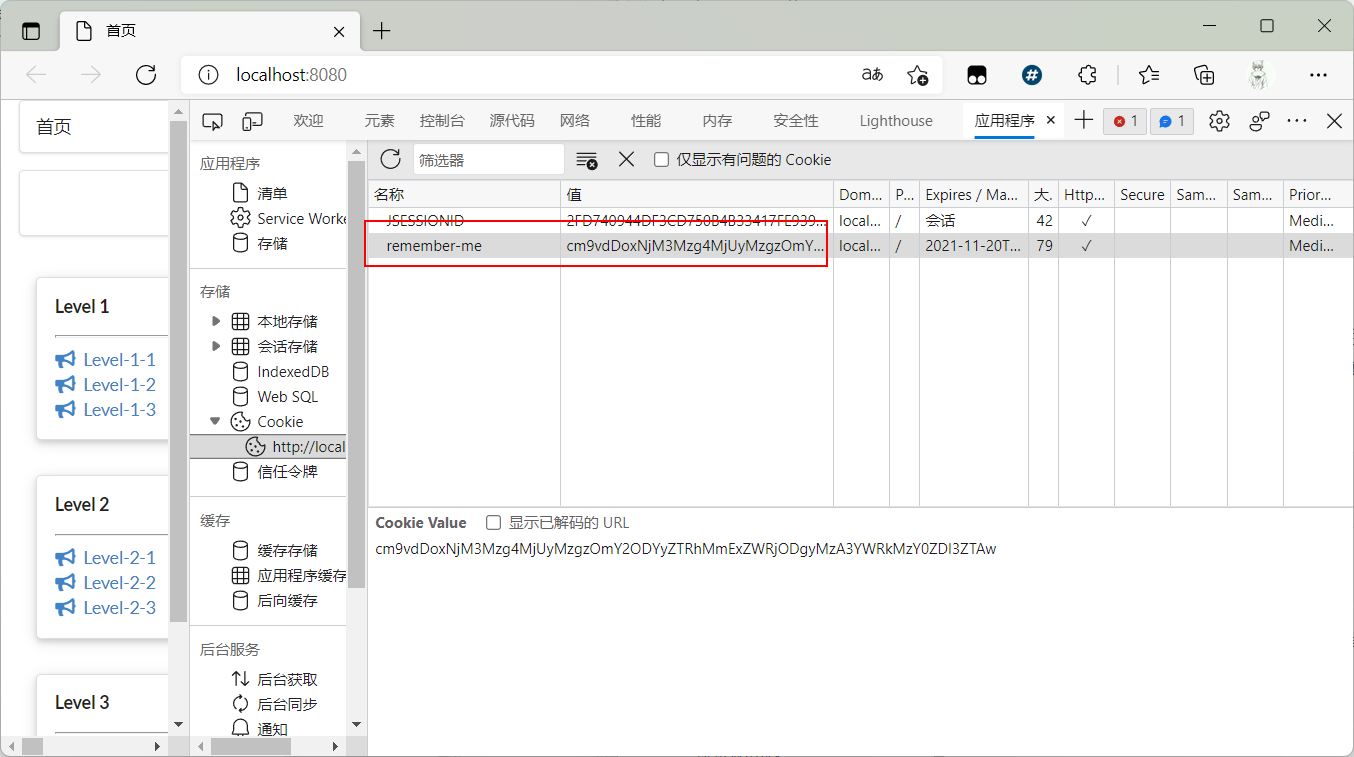 首页
localhost:8080
aあ
首页
Level 1
Level-1-1
Level-1-2
Level-1-3
Level 2
Level-2-1
Level-2-2
Level-2-3
Level 3
欢迎 元素 控制台 源代码 网络 性能 内存 安全性 Lighthouse 应用程序 1 1
应用程序
清单
Service Worke
存储
存储
本地存储
会话存储
IndexedDB
Web SQL
Cookie
http://local
信任令牌
缓存
缓存存储
应用程序缓存
后向缓存
后台服务
后台获取
后台同步
通知
筛选器 仅显示有问题的 Cookie
名称 值 Dom... P... Expires / Ma... 大. Http... Secure Sam... Sam... Prior...
JSESSIONID 2FD740944DF3CD750B4B33417FE939... local... / 会话 42 ✓ Medi...
remember-me cm9vdDoxNjM3Mzg4MjUyMzgzOmY... local... / 2021-11-20T... 79 ✓ Medi...
Cookie Value 显示已解码的 URL
cm9vdDoxNjM3Mzg4MjUyMzgzOmY2ODYyZTRhMmExZWRjODgyMzA3YWRkMzY0ZDI3ZTAw